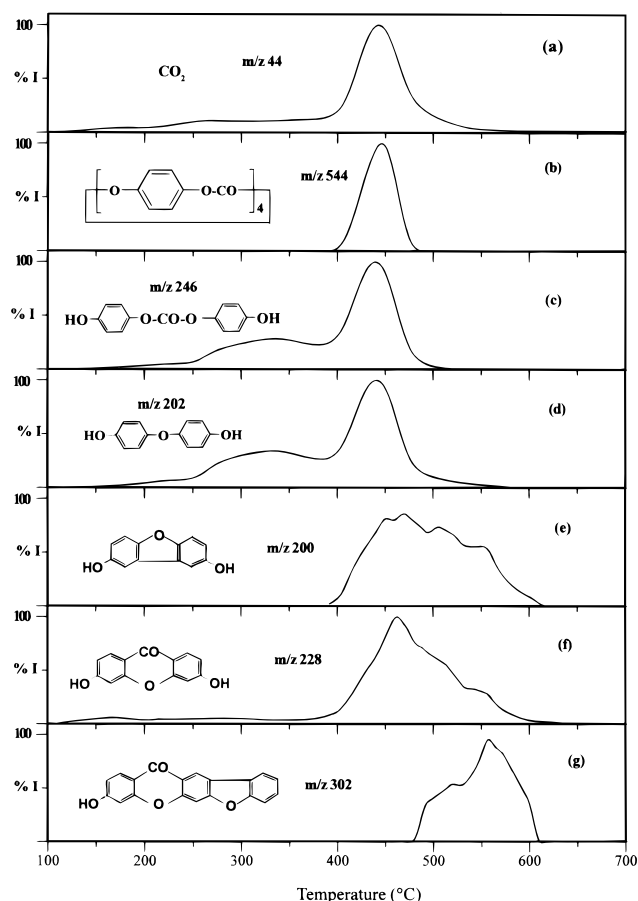 100
% I
CO2
m/z 44
(a)
100
% I
O
O-CO
4
m/z 544
(b)
100
% I
m/z 246
HO
O-CO-O
OH
(c)
100
% I
m/z 202
HO
O
OH
(d)
100
% I
O
HO
OH
m/z 200
(e)
100
% I
CO
HO
O
OH
m/z 228
(f)
100
% I
CO
HO
O
O
m/z 302
(g)
100 200 300 400 500 600 700
Temperature (°C)